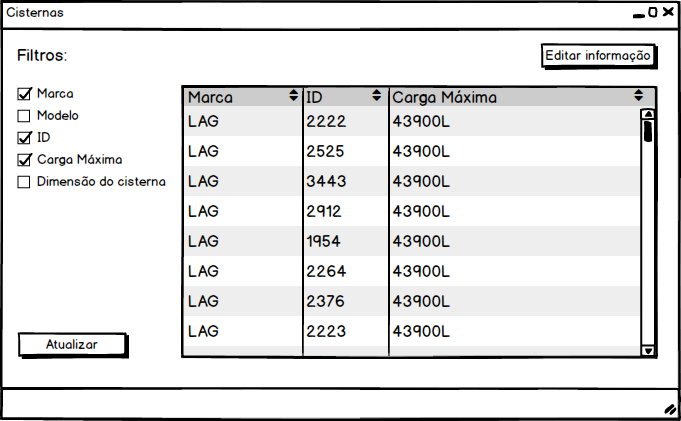 Cisternas
Filtros:
Editar informação
Marca
Modelo
ID
Carga Máxima
Dimensão do cisterna
Atualizar
Marca ID Carga Máxima
LAG 2222 43900L
LAG 2525 43900L
LAG 3443 43900L
LAG 2912 43900L
LAG 1954 43900L
LAG 2264 43900L
LAG 2376 43900L
LAG 2223 43900L